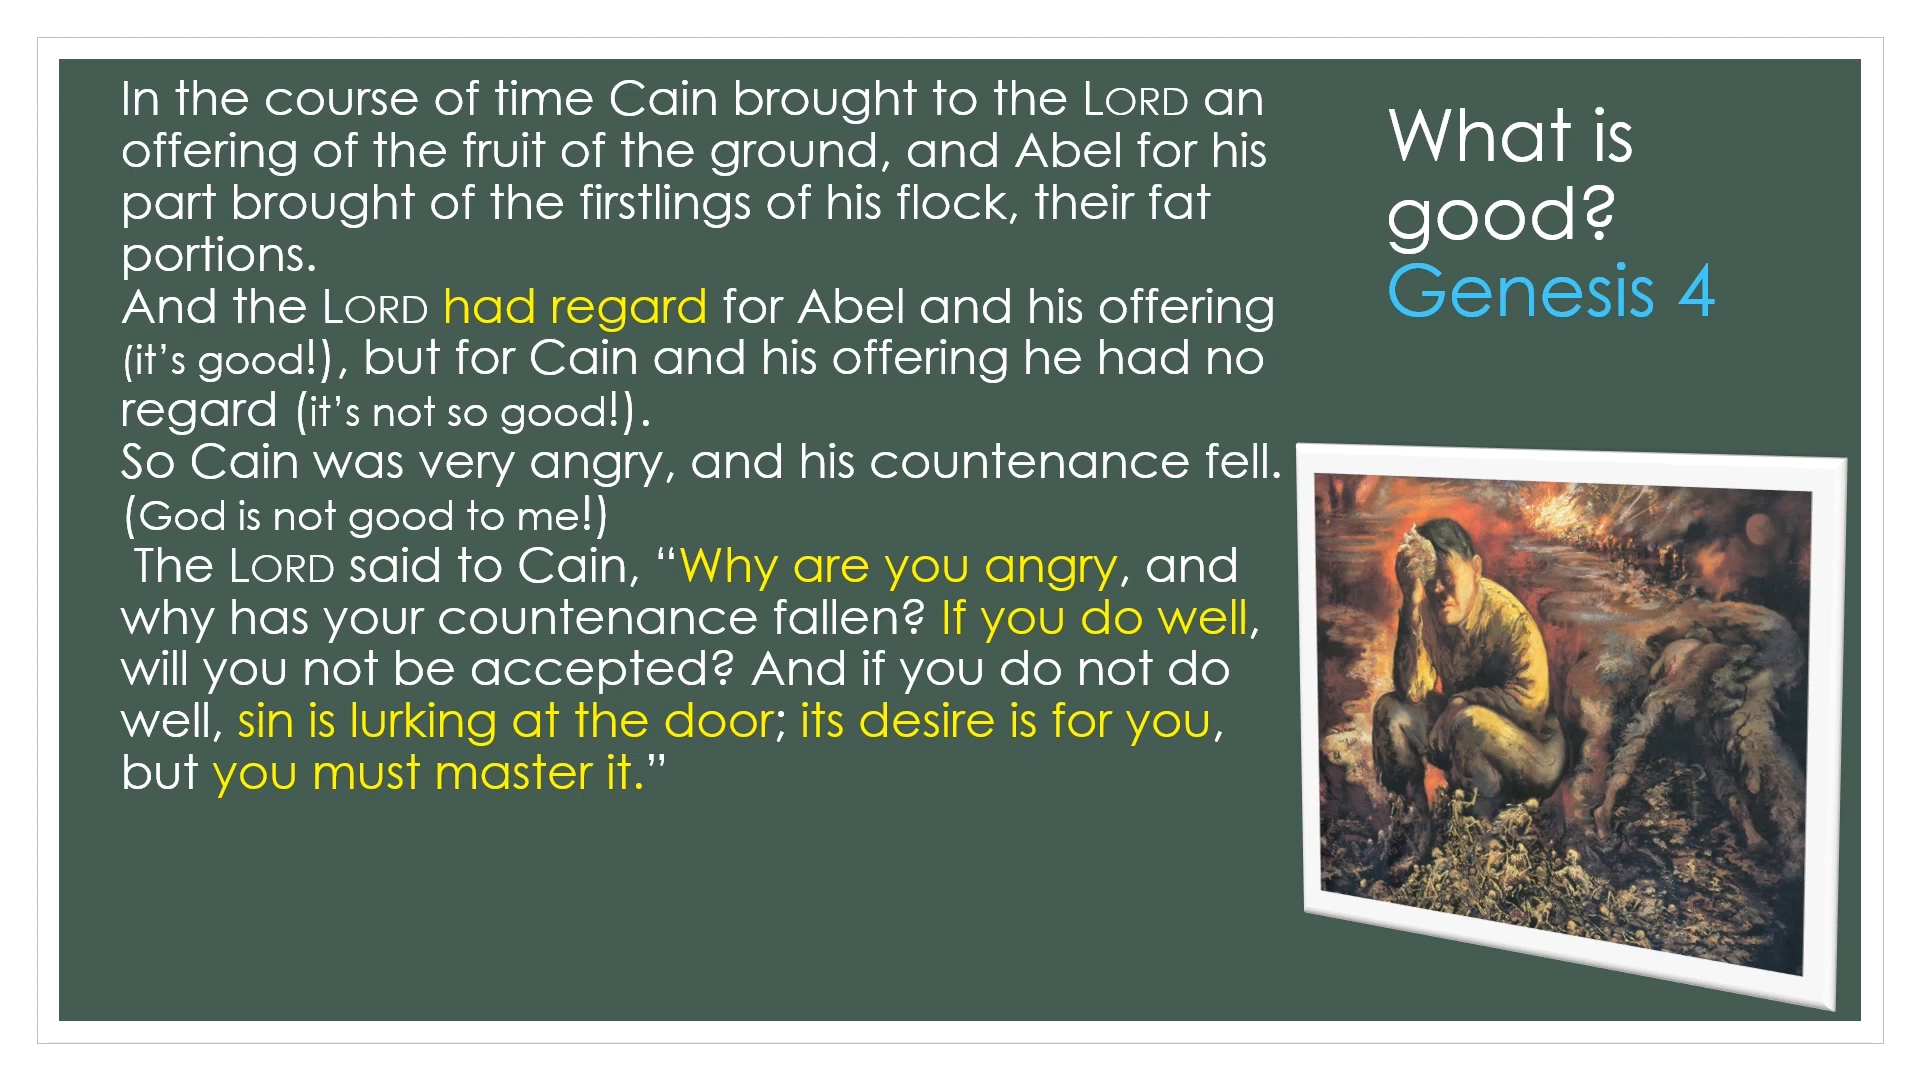 In the course of time Cain brought to the LORD an
offering of the fruit of the ground, and Abel for his
part brought of the firstlings of his flock, their fat
portions.
And the LORD had regard for Abel and his offering
(it’s good!), but for Cain and his offering he had no
regard (it’s not so good!).
So Cain was very angry, and his countenance fell.
(God is not good to me!)
The LORD said to Cain, “Why are you angry, and
why has your countenance fallen? If you do well,
will you not be accepted? And if you do not do
well, sin is lurking at the door; its desire is for you,
but you must master it.”
What is
good?
Genesis 4